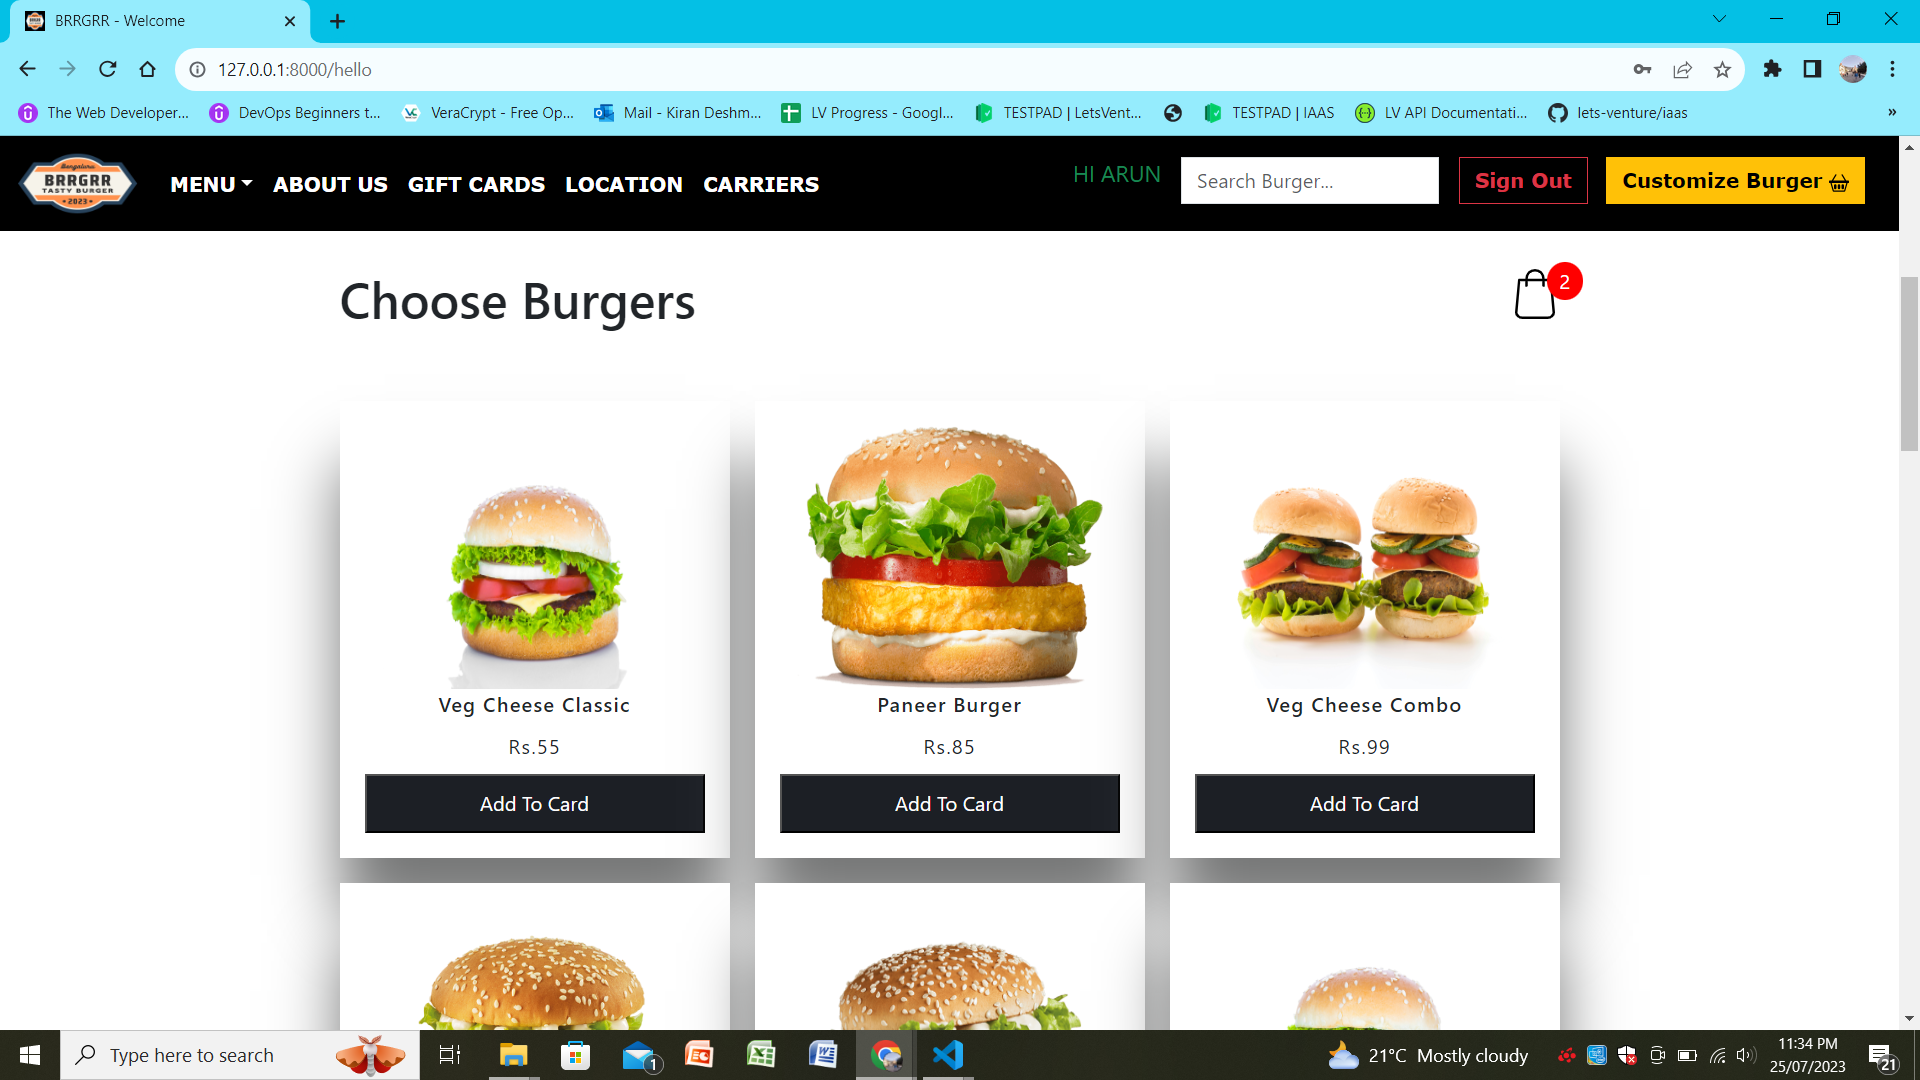 BRRGRR - Welcome
127.0.0.1:8000/hello
The Web Developer...
DevOps Beginners t...
VeraCrypt - Free Op...
Mail - Kiran Deshm...
LV Progress - Googl...
TESTPAD | LetsVent...
TESTPAD | IAAS
LV API Documentati...
lets-venture/iaas
»
Bengaluru
BRRGRR
TASTY BURGER
2023
MENU
ABOUT US
GIFT CARDS
LOCATION
CARRIERS
HI ARUN
Search Burger...
Sign Out
Customize Burger
Choose Burgers
2
Veg Cheese Classic
Rs.55
Add To Card
Paneer Burger
Rs.85
Add To Card
Veg Cheese Combo
Rs.99
Add To Card
Type here to search
1
21°C Mostly cloudy
11:34 PM
25/07/2023
21